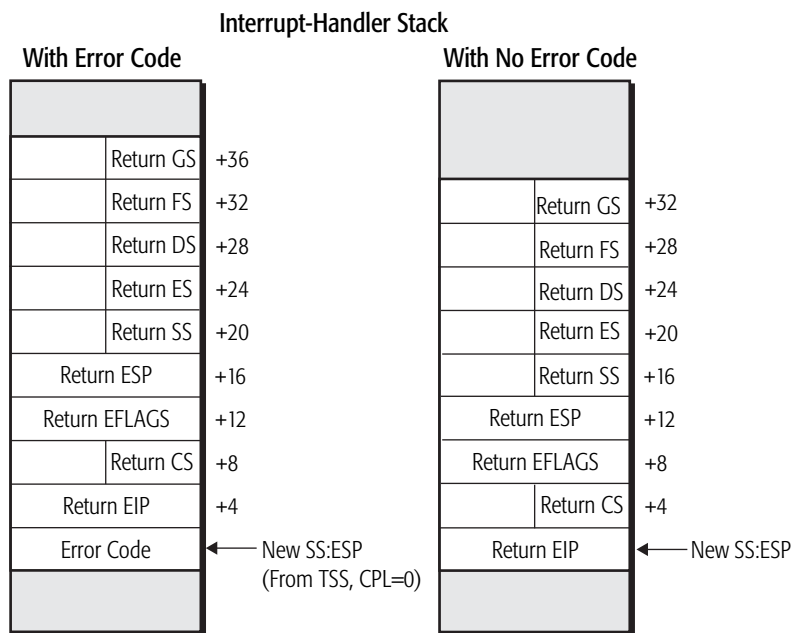 Interrupt-Handler Stack
With Error Code
Return GS +36
Return FS +32
Return DS +28
Return ES +24
Return SS +20
Return ESP +16
Return EFLAGS +12
Return CS +8
Return EIP +4
Error Code New SS:ESP
(From TSS, CPL=0)
With No Error Code
Return GS +32
Return FS +28
Return DS +24
Return ES +20
Return SS +16
Return ESP +12
Return EFLAGS +8
Return CS +4
Return EIP New SS:ESP